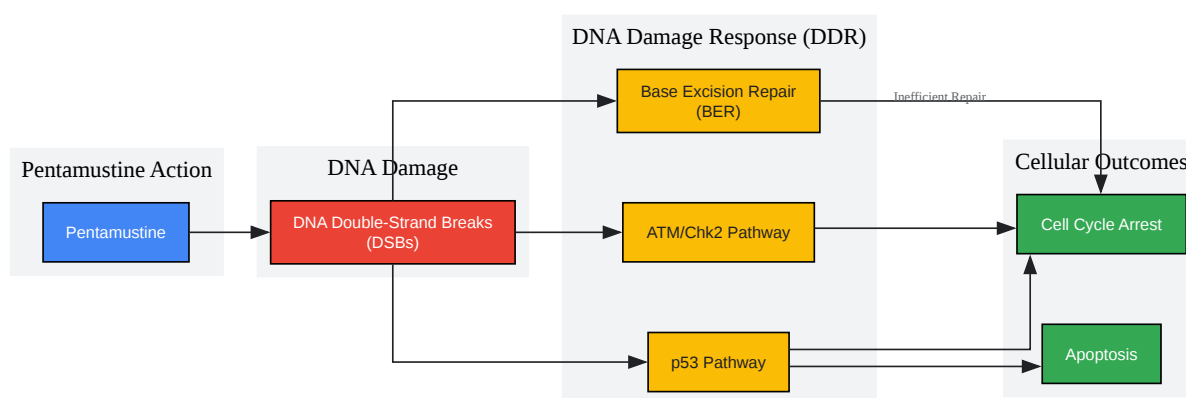 DNA Damage Response (DDR)
Base Excision Repair
(BER)
Inefficient Repair
Pentamustine Action
DNA Damage
Cellular Outcomes
Pentamustine
DNA Double-Strand Breaks
(DSBs)
ATM/Chk2 Pathway
Cell Cycle Arrest
p53 Pathway
Apoptosis